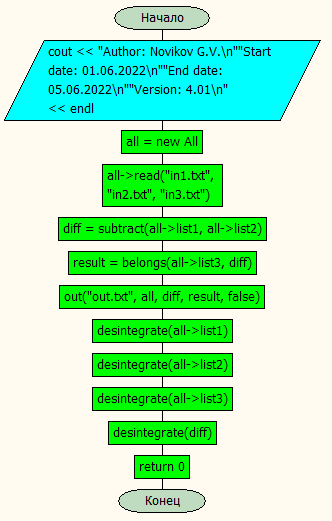 Начало
cout << "Author: Novikov G.V.\n""Start
date: 01.06.2022\n""End date:
05.06.2022\n""Version: 4.01\n"
<< endl
all = new All
all->read("in1.txt",
"in2.txt", "in3.txt")
diff = subtract(all->list1, all->list2)
result = belongs(all->list3, diff)
out("out.txt", all, diff, result, false)
desintegrate(all->list1)
desintegrate(all->list2)
desintegrate(all->list3)
desintegrate(diff)
return 0
Конец